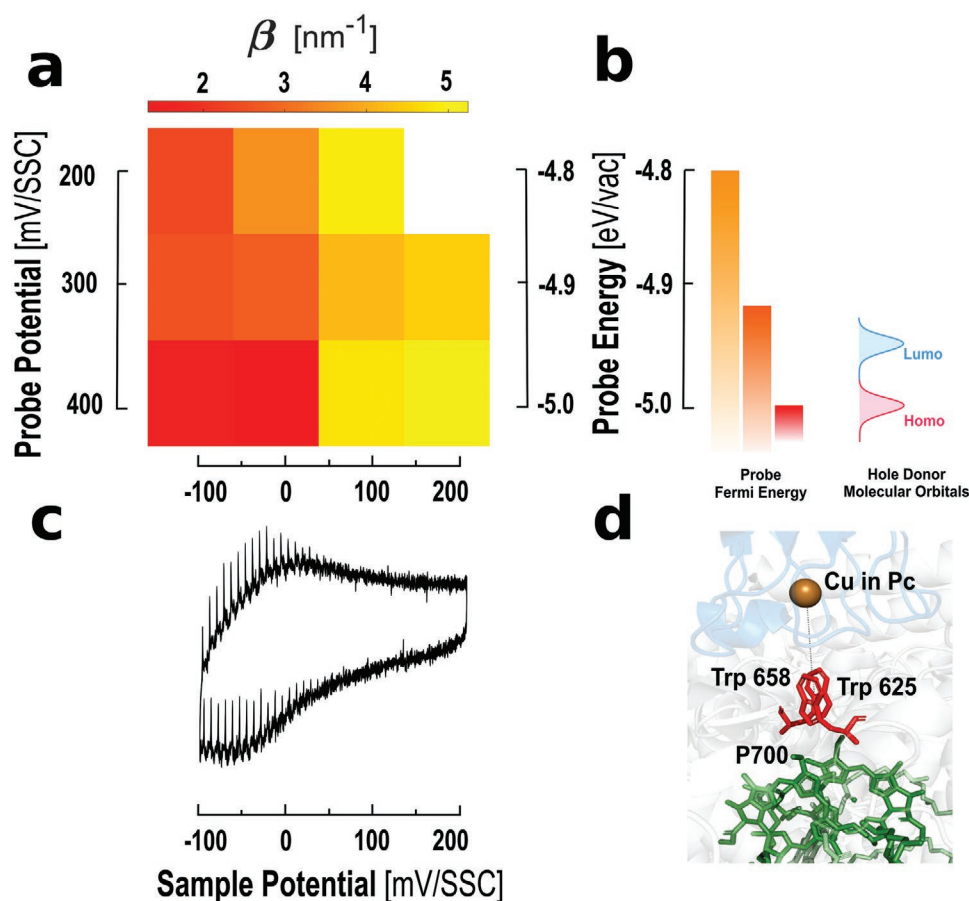 a
β [nm⁻¹]
2 3 4 5
Probe Potential [mV/SSC]
200
300
400
-4.8
-4.9
-5.0
-100 0 100 200
b
Probe Energy [eV/vac]
-4.8
-4.9
-5.0
Lumo
Homo
Probe
Fermi Energy
Hole Donor
Molecular Orbitals
c
-100 0 100 200
Sample Potential [mV/SSC]
d
Cu in Pc
Trp 658
Trp 625
P700